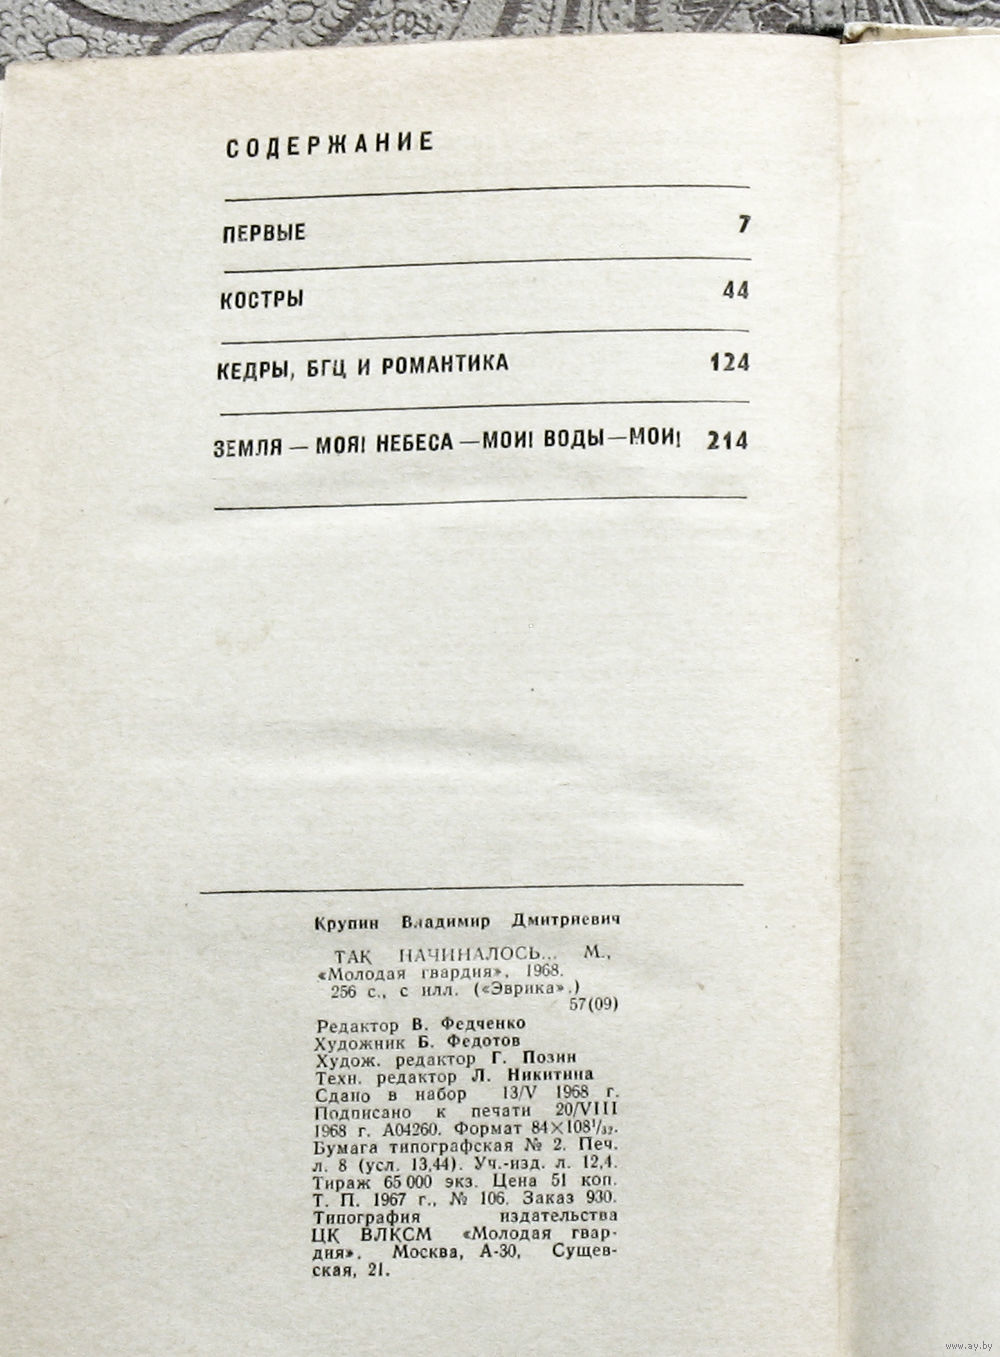 СОДЕРЖАНИЕ
ПЕРВЫЕ 7
КОСТРЫ 44
КЕДРЫ, БГЦ И РОМАНТИКА 124
ЗЕМЛЯ — МОЯ! НЕБЕСА — МОИ! ВОДЫ — МОИ! 214
Крупин Владимир Дмитриевич
ТАК НАЧИНАЛОСЬ... М.,
«Молодая гвардия», 1968.
256 с., с илл. («Эврика».)
57(09)
Редактор В. Федченко
Художник Б. Федотов
Худож. редактор Г. Позин
Техн. редактор Л. Никитина
Сдано в набор 13/V 1968 г.
Подписано к печати 20/VIII
1968 г. А04260. Формат 84×108¹/₃₂.
Бумага типографская № 2. Печ.
л. 8 (усл. 13,44). Уч.-изд. л. 12,4.
Тираж 65 000 экз. Цена 51 коп.
Т. П. 1967 г., № 106. Заказ 930.
Типография издательства
ЦК ВЛКСМ «Молодая гвар-
дия». Москва, А-30, Сущев-
ская, 21.
www.ay.by